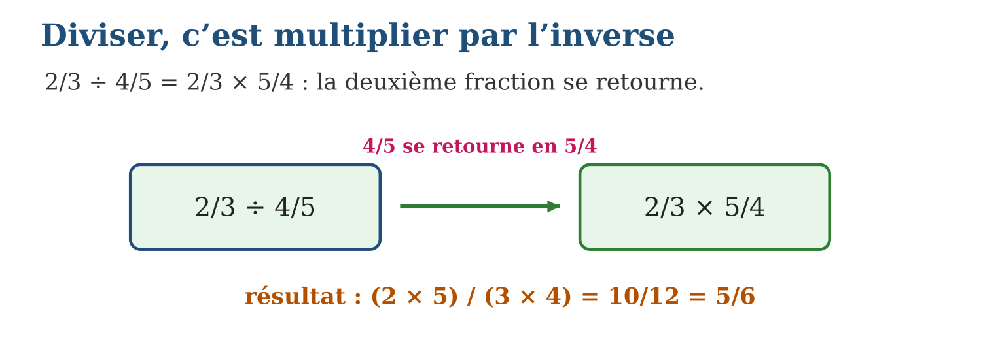 Diviser, c’est multiplier par l’inverse
2/3 ÷ 4/5 = 2/3 × 5/4 : la deuxième fraction se retourne.
4/5 se retourne en 5/4
2/3 ÷ 4/5
2/3 × 5/4
résultat : (2 × 5) / (3 × 4) = 10/12 = 5/6